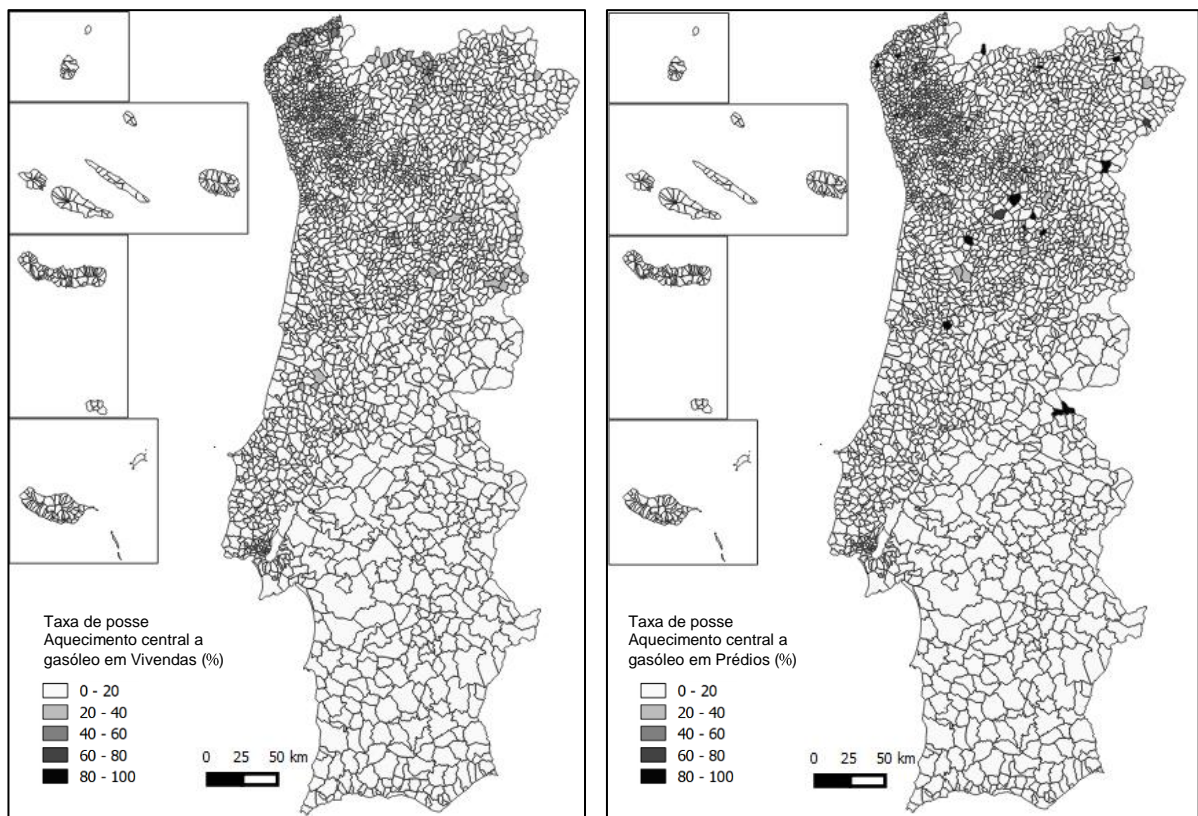 Taxa de posse
Aquecimento central a
gasóleo em Vivendas (%)
0 - 20
20 - 40
40 - 60
60 - 80
80 - 100
0 25 50 km
Taxa de posse
Aquecimento central a
gasóleo em Prédios (%)
0 - 20
20 - 40
40 - 60
60 - 80
80 - 100
0 25 50 km